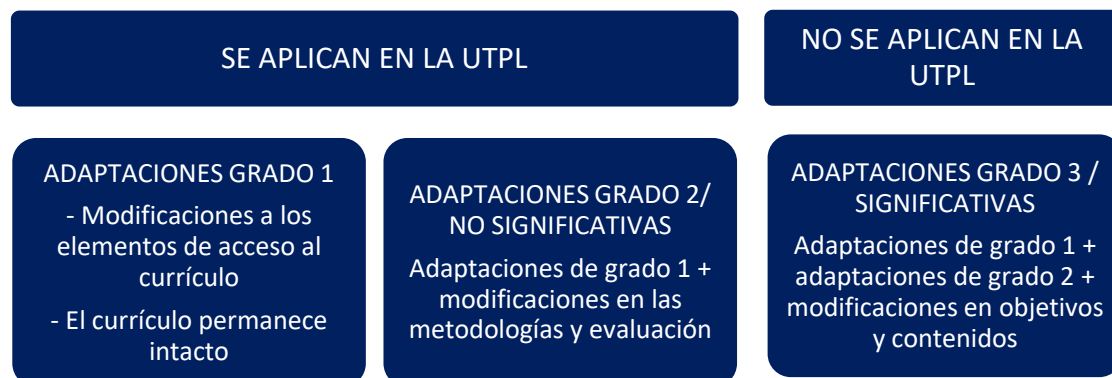 SE APLICAN EN LA UTPL
NO SE APLICAN EN LA
UTPL
ADAPTACIONES GRADO 1
- Modificaciones a los
elementos de acceso al
currículo
- El currículo permanece
intacto
ADAPTACIONES GRADO 2/
NO SIGNIFICATIVAS
Adaptaciones de grado 1 +
modificaciones en las
metodologías y evaluación
ADAPTACIONES GRADO 3 /
SIGNIFICATIVAS
Adaptaciones de grado 1 +
adaptaciones de grado 2 +
modificaciones en objetivos
y contenidos